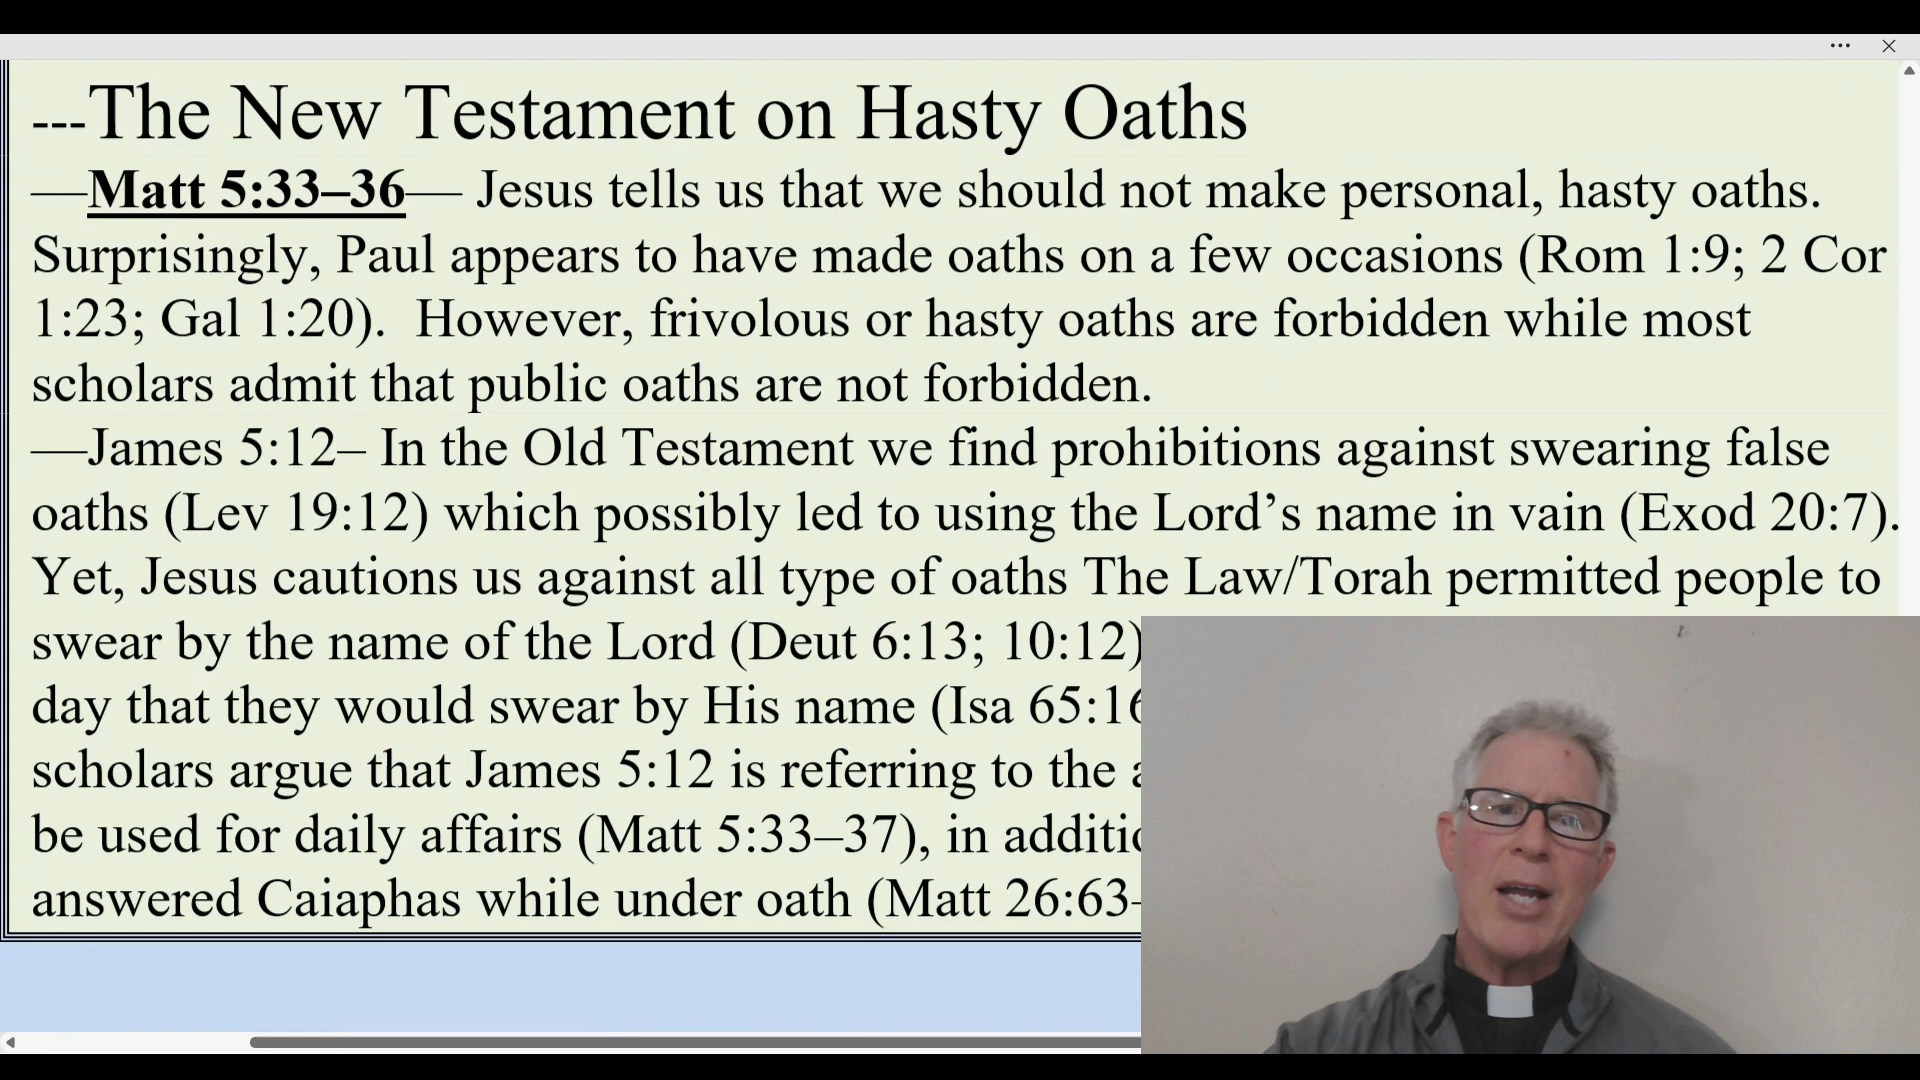 ---The New Testament on Hasty Oaths
—Matt 5:33–36— Jesus tells us that we should not make personal, hasty oaths.
Surprisingly, Paul appears to have made oaths on a few occasions (Rom 1:9; 2 Cor
1:23; Gal 1:20). However, frivolous or hasty oaths are forbidden while most
scholars admit that public oaths are not forbidden.
—James 5:12– In the Old Testament we find prohibitions against swearing false
oaths (Lev 19:12) which possibly led to using the Lord’s name in vain (Exod 20:7).
Yet, Jesus cautions us against all type of oaths The Law/Torah permitted people to
swear by the name of the Lord (Deut 6:13; 10:12)
day that they would swear by His name (Isa 65:16
scholars argue that James 5:12 is referring to the
be used for daily affairs (Matt 5:33–37), in
answered Caiaphas while under oath (Matt 26:63–